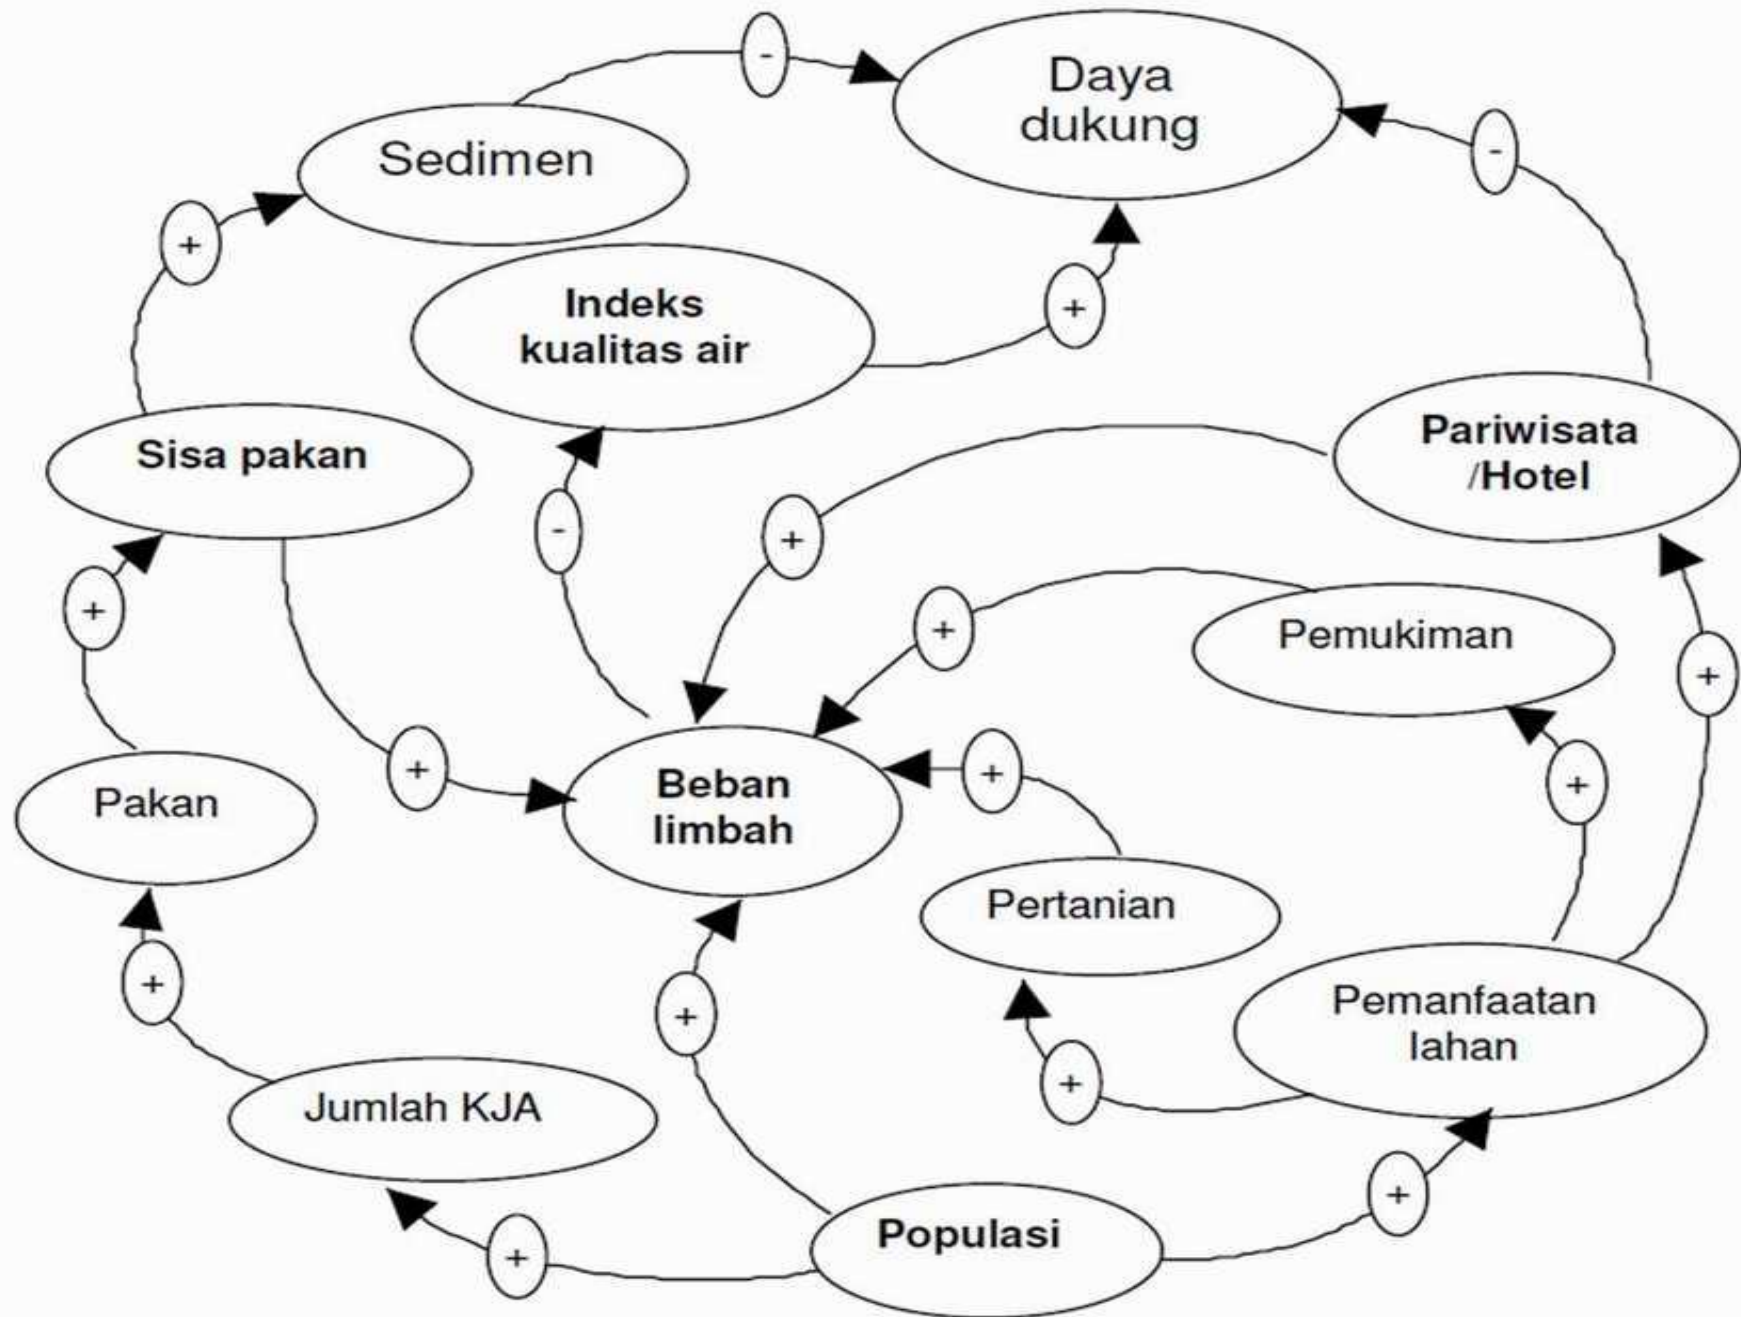 -
Daya
dukung
-
Sedimen
+
Indeks
kualitas air
+
Pariwisata
/Hotel
Sisa pakan
-
+
+
+
Pemukiman
+
+
+
+
Beban
limbah
Pakan
Pertanian
+
+
Pemanfaatan
lahan
+
Jumlah KJA
+
+
Populasi